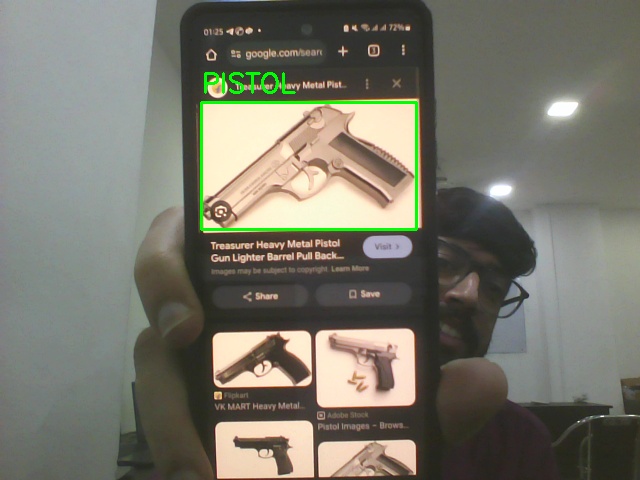 01:25
72%
google.com/sear
3
PISTOL
Treasurer Heavy Metal Pist...
Treasurer Heavy Metal Pistol
Gun Lighter Barrel Pull Back...
Visit >
Images may be subject to copyright. Learn More
Share
Save
Flipkart
VK MART Heavy Metal...
Adobe Stock
Pistol Images – Brows...